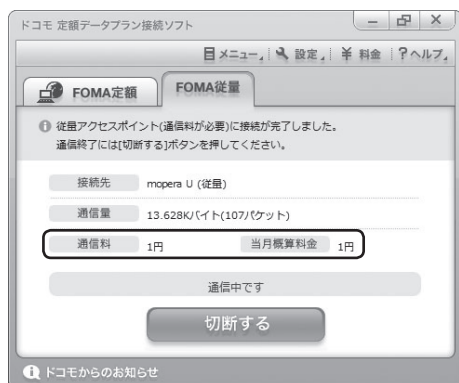 ドコモ 定額データプラン接続ソフト
メニュー 設定 ¥ 料金 ? ヘルプ
FOMA定額 FOMA従量
従量アクセスポイント(通信料が必要)に接続が完了しました。
通信終了には[切断する]ボタンを押してください。
接続先 mopera U (従量)
通信量 13.628Kバイト(107パケット)
通信料 1円 当月概算料金 1円
通信中です
切断する
ドコモからのお知らせ